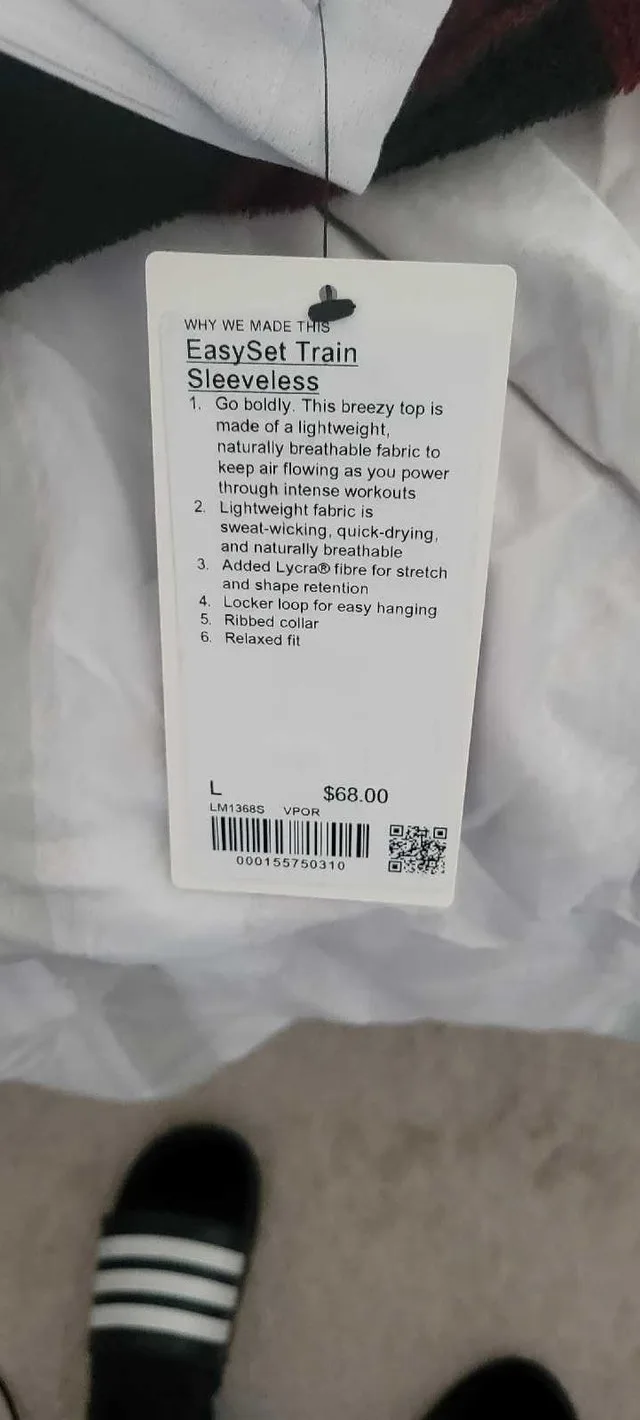 WHY WE MADE THIS
EasySet Train
Sleeveless
1. Go boldly. This breezy top is
made of a lightweight,
naturally breathable fabric to
keep air flowing as you power
through intense workouts
2. Lightweight fabric is
sweat-wicking, quick-drying,
and naturally breathable
3. Added Lycra® fibre for stretch
and shape retention
4. Locker loop for easy hanging
5. Ribbed collar
6. Relaxed fit
L $68.00
LM1368S VPOR
000155750310